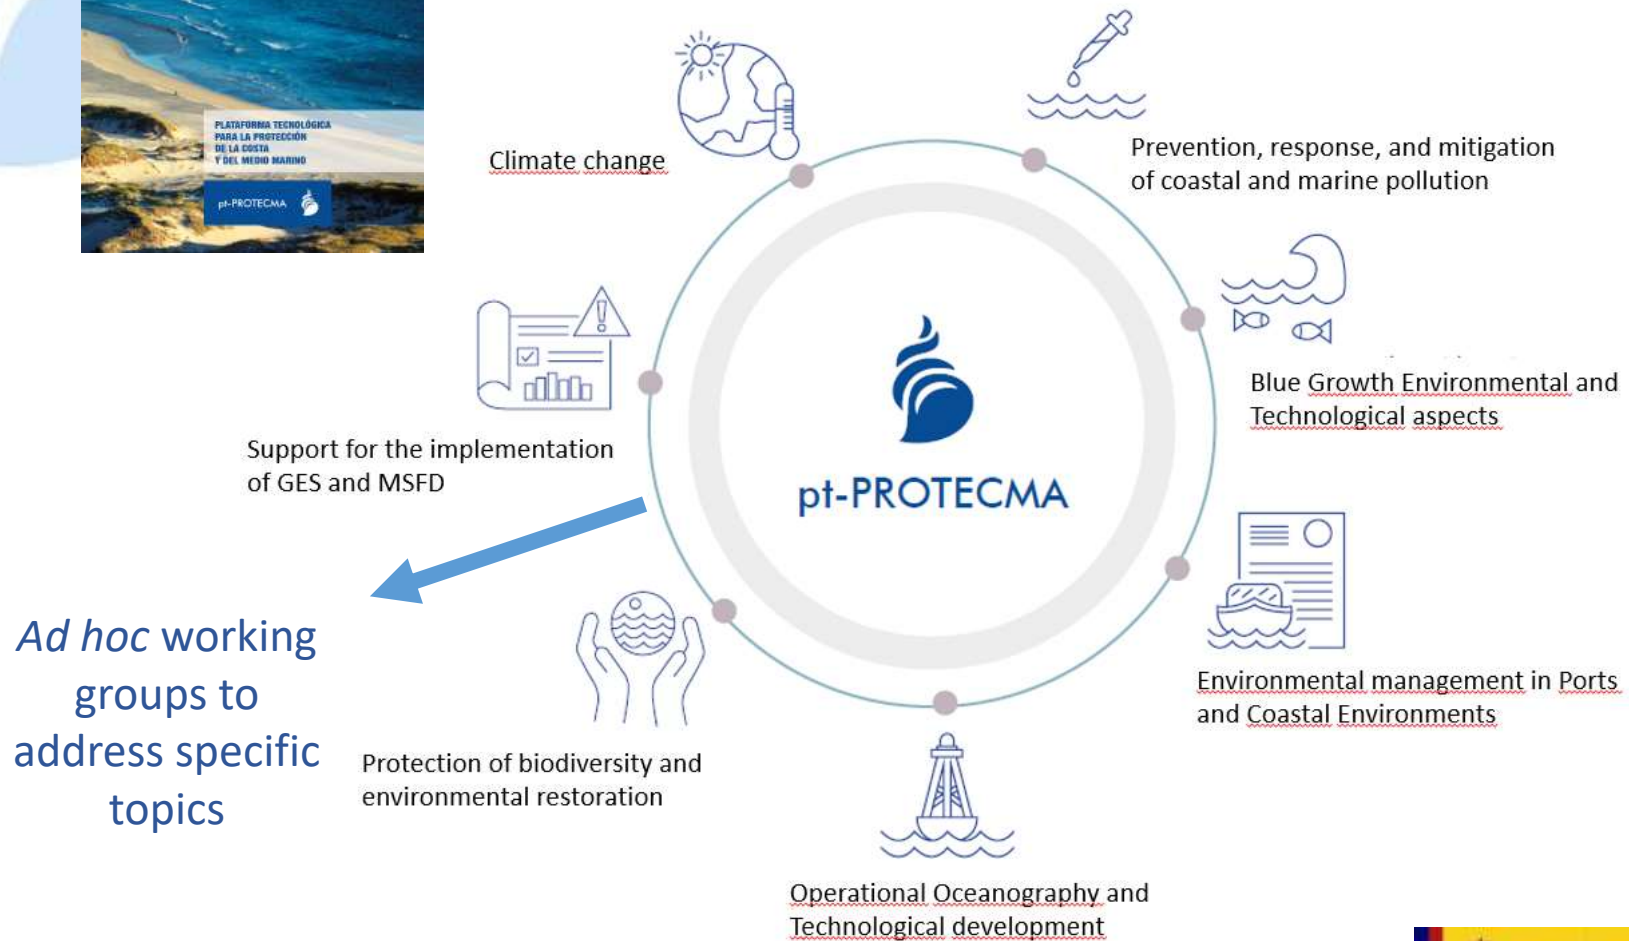 PLATAFORMA TECNOLÓGICA
PARA LA PROTECCIÓN
DE LA COSTA
Y DEL MEDIO MARINO
pt-PROTECMA
Climate change
Prevention, response, and mitigation
of coastal and marine pollution
Blue Growth Environmental and
Technological aspects
Support for the implementation
of GES and MSFD
pt-PROTECMA
Ad hoc working
groups to
address specific
topics
Environmental management in Ports
and Coastal Environments
Protection of biodiversity and
environmental restoration
Operational Oceanography and
Technological development